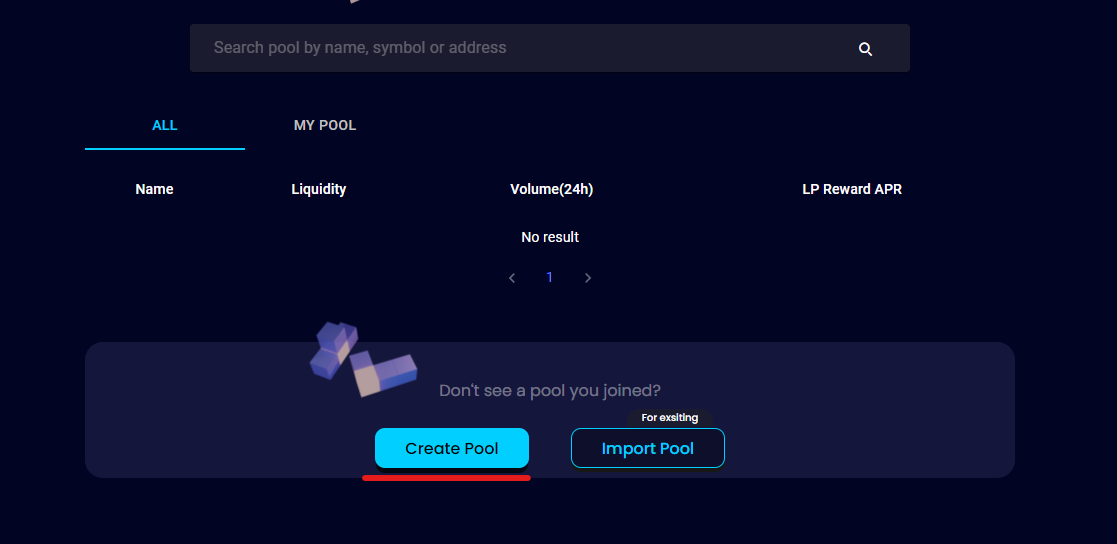 Search pool by name, symbol or address
ALL MY POOL
Name Liquidity Volume(24h) LP Reward APR
No result
1
Don't see a pool you joined?
For exsiting
Create Pool Import Pool